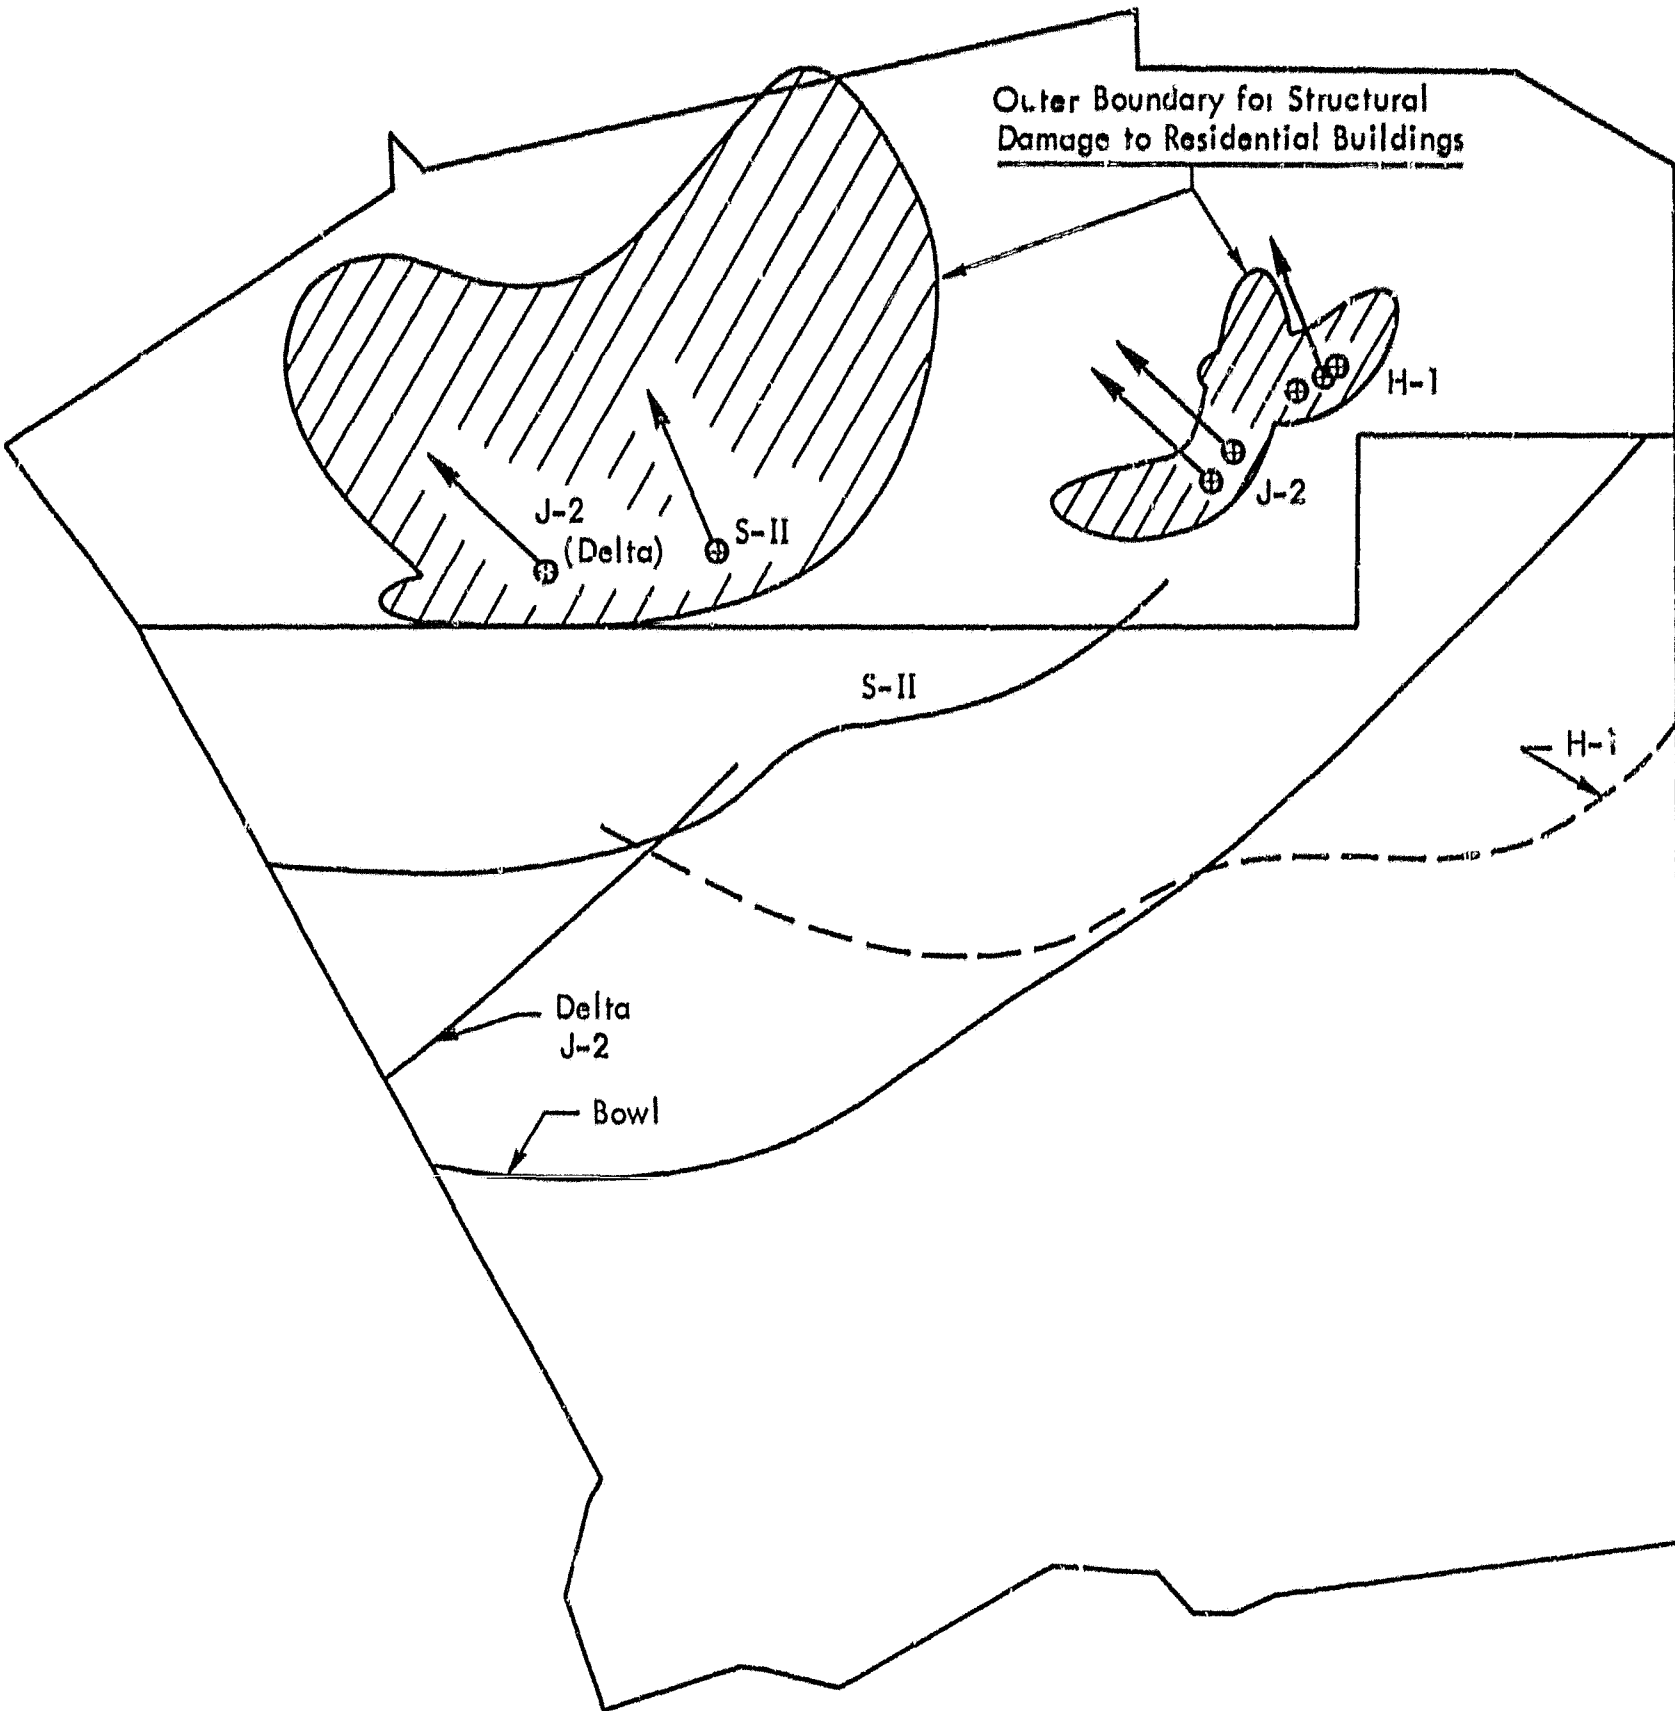 Outer Boundary for Structural
Damage to Residential Buildings
H-1
J-2
J-2
(Delta)
S-II
S-II
H-1
Delta
J-2
Bowl